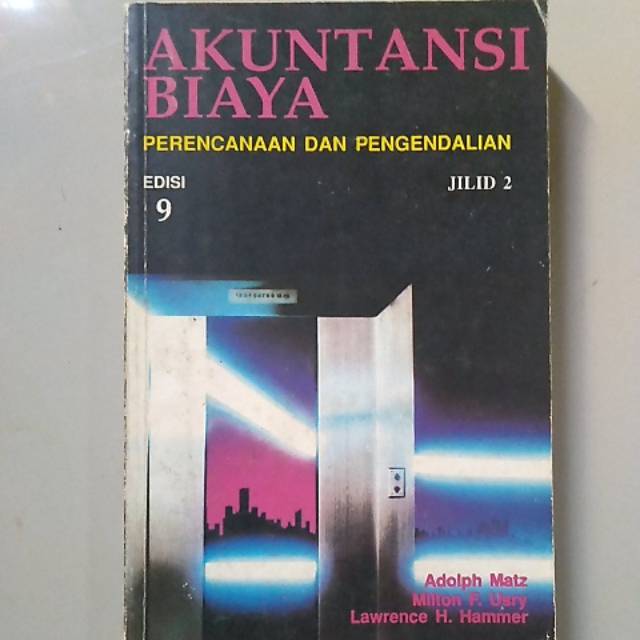 AKUNTANSI
BIAYA
PERENCANAAN DAN PENGENDALIAN
EDISI
9
JILID 2
Adolph Matz
Milton F. Usry
Lawrence H. Hammer